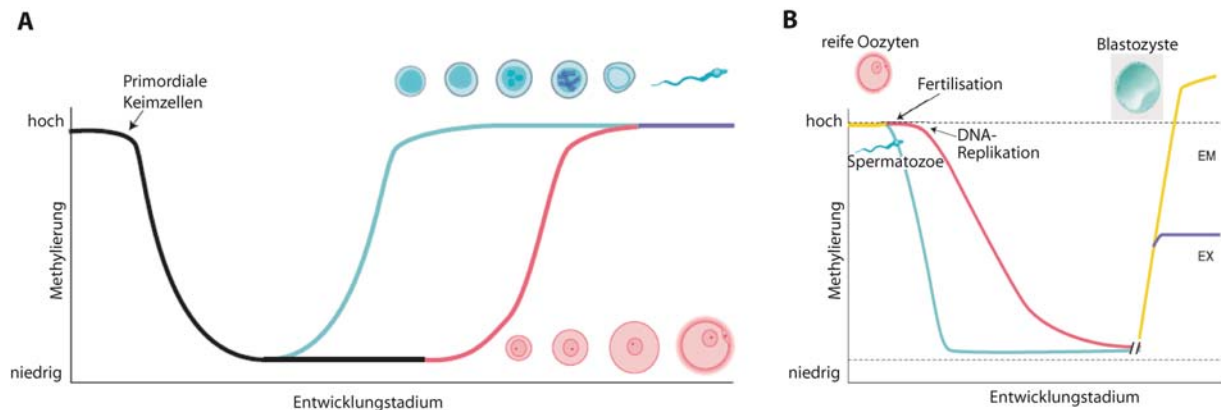 A
Primordiale
Keimzellen
hoch
Methylierung
niedrig
Entwicklungstadium
B
reife Oozyten
Blastozyste
Fertilisation
hoch
DNA-
Replikation
Spermatozoe
EM
EX
Methylierung
niedrig
Entwicklungstadium